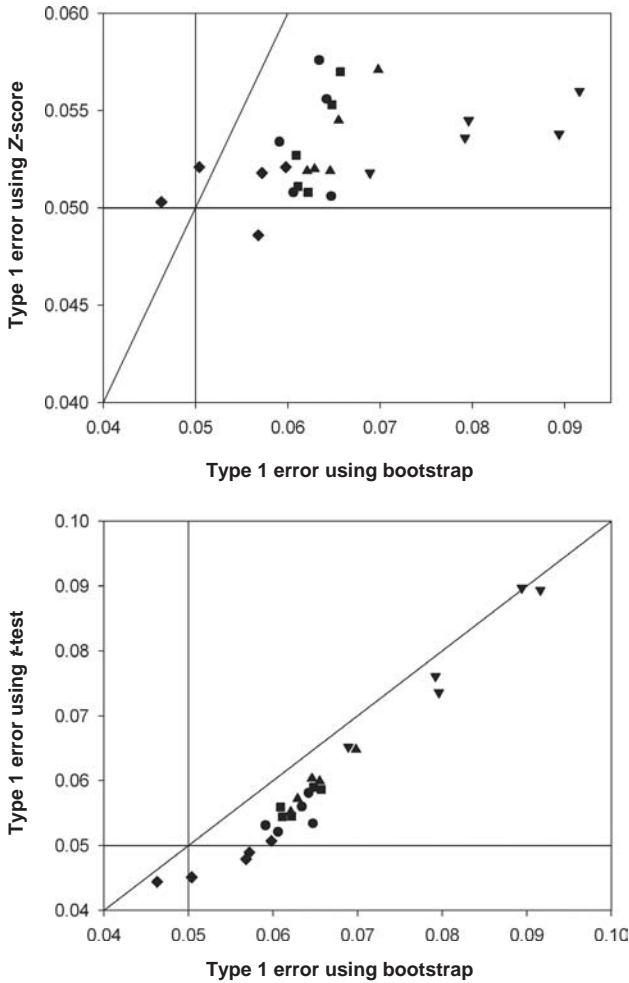 Type 1 error using Z-score
0.060
0.055
0.050
0.045
0.040
0.04 0.05 0.06 0.07 0.08 0.09
Type 1 error using bootstrap
Type 1 error using t-test
0.10
0.09
0.08
0.07
0.06
0.05
0.04
0.04 0.05 0.06 0.07 0.08 0.09 0.10
Type 1 error using bootstrap